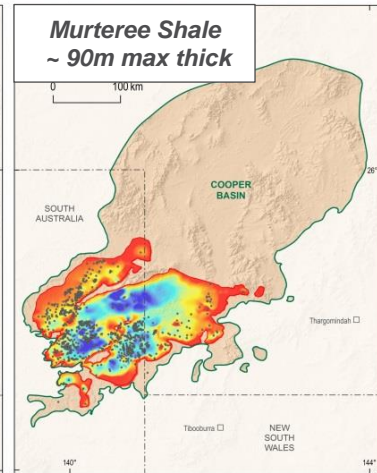 Murteree Shale
~ 90m max thick
0 100 km
COOPER
BASIN
26°
SOUTH
AUSTRALIA
Thargomindah
Tibooburra
NEW
SOUTH
WALES
140°
144°